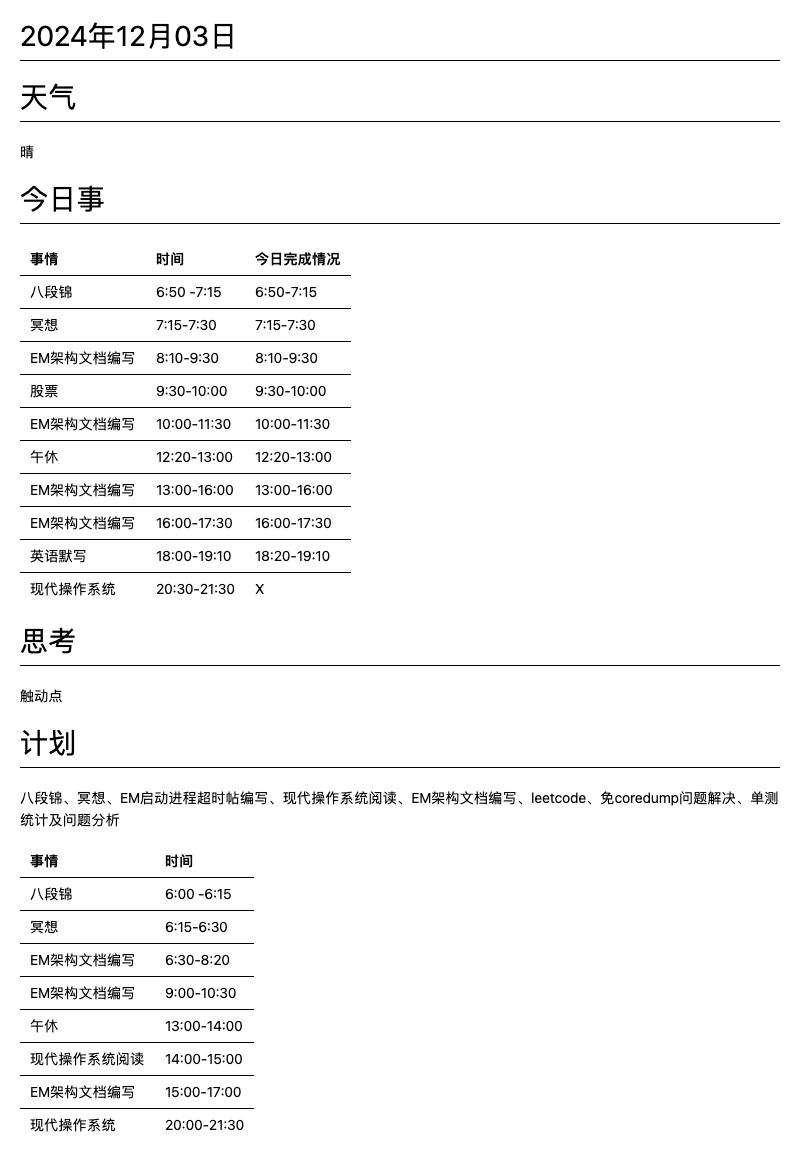 2024年12月03日
天气
晴
今日事
事情 时间 今日完成情况
八段锦 6:50 -7:15 6:50-7:15
冥想 7:15-7:30 7:15-7:30
EM架构文档编写 8:10-9:30 8:10-9:30
股票 9:30-10:00 9:30-10:00
EM架构文档编写 10:00-11:30 10:00-11:30
午休 12:20-13:00 12:20-13:00
EM架构文档编写 13:00-16:00 13:00-16:00
EM架构文档编写 16:00-17:30 16:00-17:30
英语默写 18:00-19:10 18:20-19:10
现代操作系统 20:30-21:30 X
思考
触动点
计划
八段锦、冥想、EM启动进程超时帖编写、现代操作系统阅读、EM架构文档编写、leetcode、免coredump问题解决、单测
统计及问题分析
事情 时间
八段锦 6:00 -6:15
冥想 6:15-6:30
EM架构文档编写 6:30-8:20
EM架构文档编写 9:00-10:30
午休 13:00-14:00
现代操作系统阅读 14:00-15:00
EM架构文档编写 15:00-17:00
现代操作系统 20:00-21:30